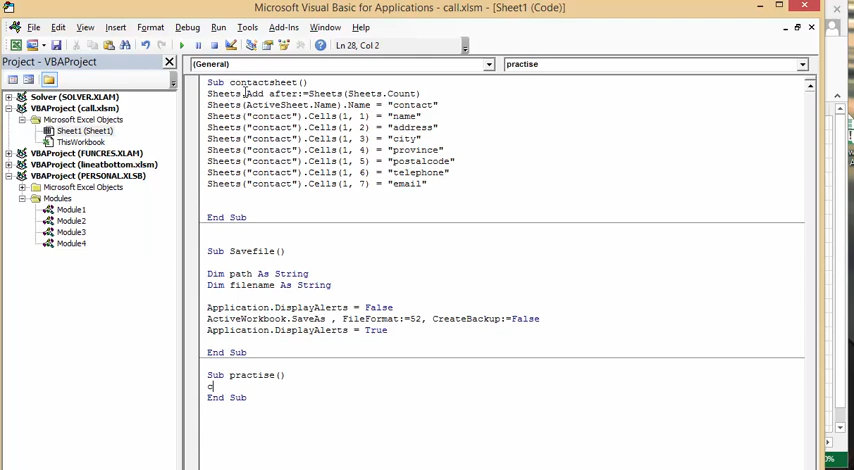 Microsoft Visual Basic for Applications - call.xlsm - [Sheet1 (Code)]
File Edit View Insert Format Debug Run Tools Add-Ins Window Help
Ln 28, Col 2
Project - VBAProject
(General) practise
Solver (SOLVER.XLAM)
VBAProject (call.xlsm)
Microsoft Excel Objects
Sheet1 (Sheet1)
ThisWorkbook
VBAProject (FUNCRES.XLAM)
VBAProject (lineatbottom.xlsm)
VBAProject (PERSONAL.XLSB)
Microsoft Excel Objects
Modules
Module1
Module2
Module3
Module4
Sub contactsheet()
Sheets.Add after:=Sheets(Sheets.Count)
Sheets(ActiveSheet.Name).Name = "contact"
Sheets("contact").Cells(1, 1) = "name"
Sheets("contact").Cells(1, 2) = "address"
Sheets("contact").Cells(1, 3) = "city"
Sheets("contact").Cells(1, 4) = "province"
Sheets("contact").Cells(1, 5) = "postalcode"
Sheets("contact").Cells(1, 6) = "telephone"
Sheets("contact").Cells(1, 7) = "email"
End Sub
Sub Savefile()
Dim path As String
Dim filename As String
Application.DisplayAlerts = False
ActiveWorkbook.SaveAs , FileFormat:=52, CreateBackup:=False
Application.DisplayAlerts = True
End Sub
Sub practise()
c
End Sub